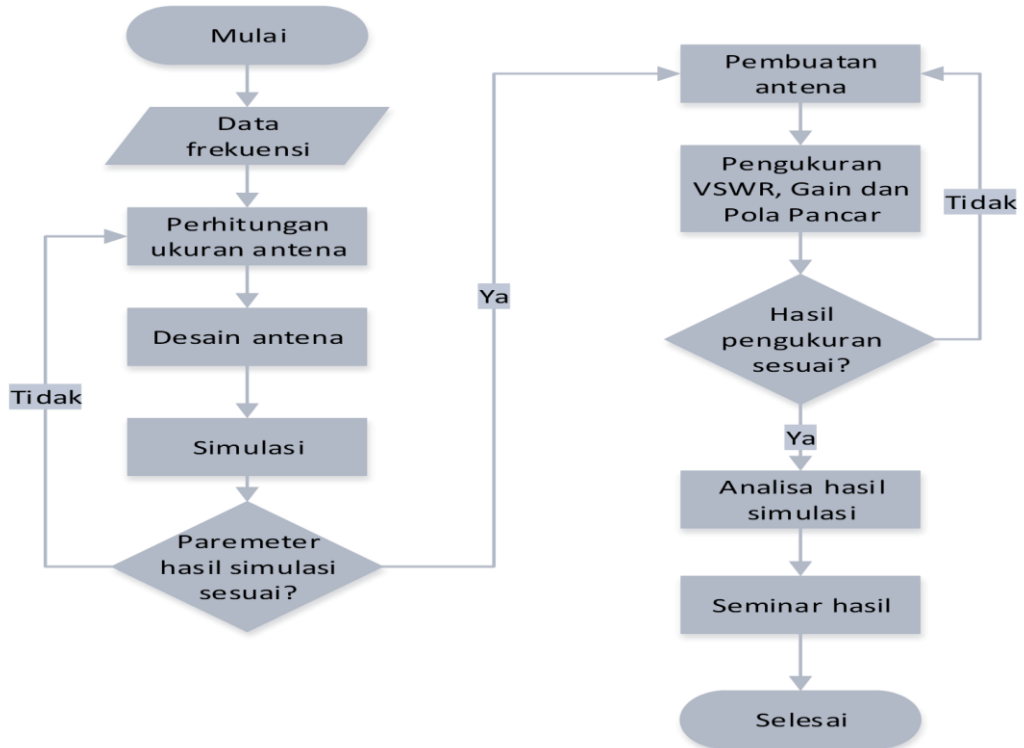 Mulai
Data
frekuensi
Perhitungan
ukuran antena
Desain antena
Tidak
Simulasi
Paremeter
hasil simulasi
sesuai?
Ya
Pembuatan
antena
Pengukuran
VSWR, Gain dan
Pola Pancar
Tidak
Hasil
pengukuran
sesuai?
Ya
Analisa hasil
simulasi
Seminar hasil
Selesai